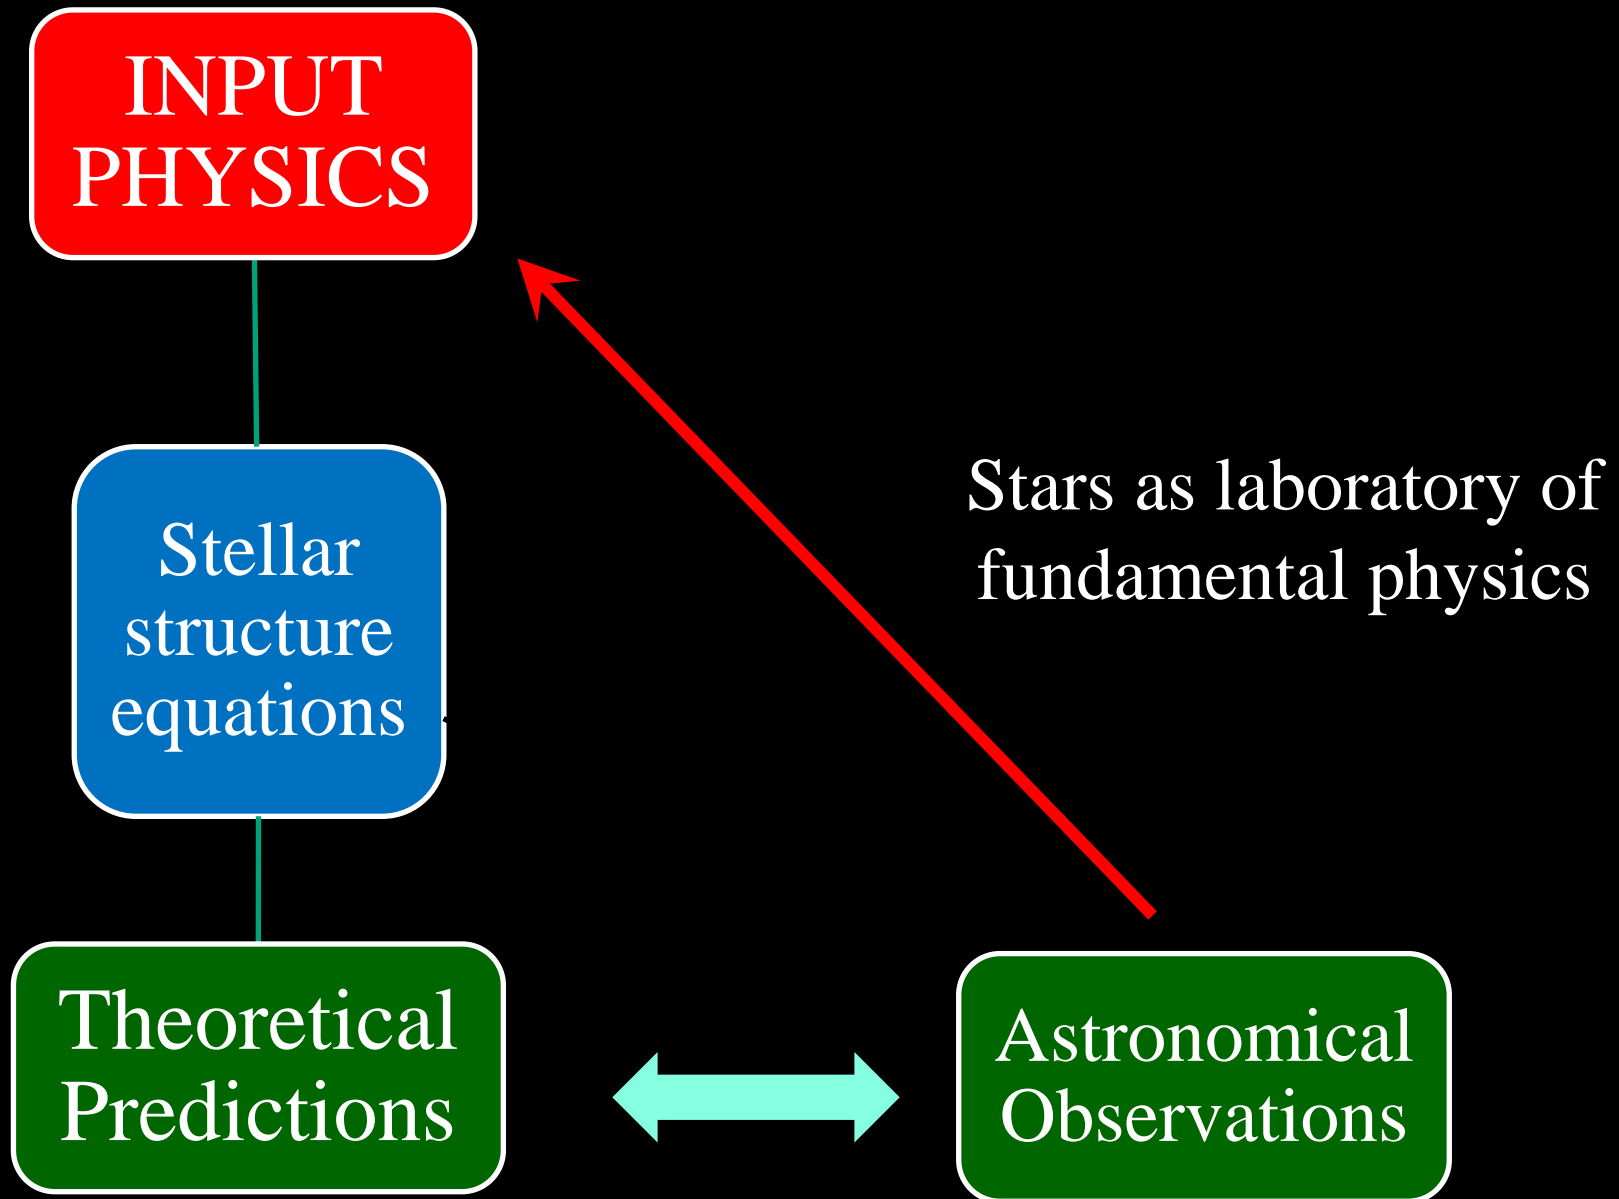 INPUT
PHYSICS
Stellar
structure
equations
Stars as laboratory of
fundamental physics
Theoretical
Predictions
Astronomical
Observations